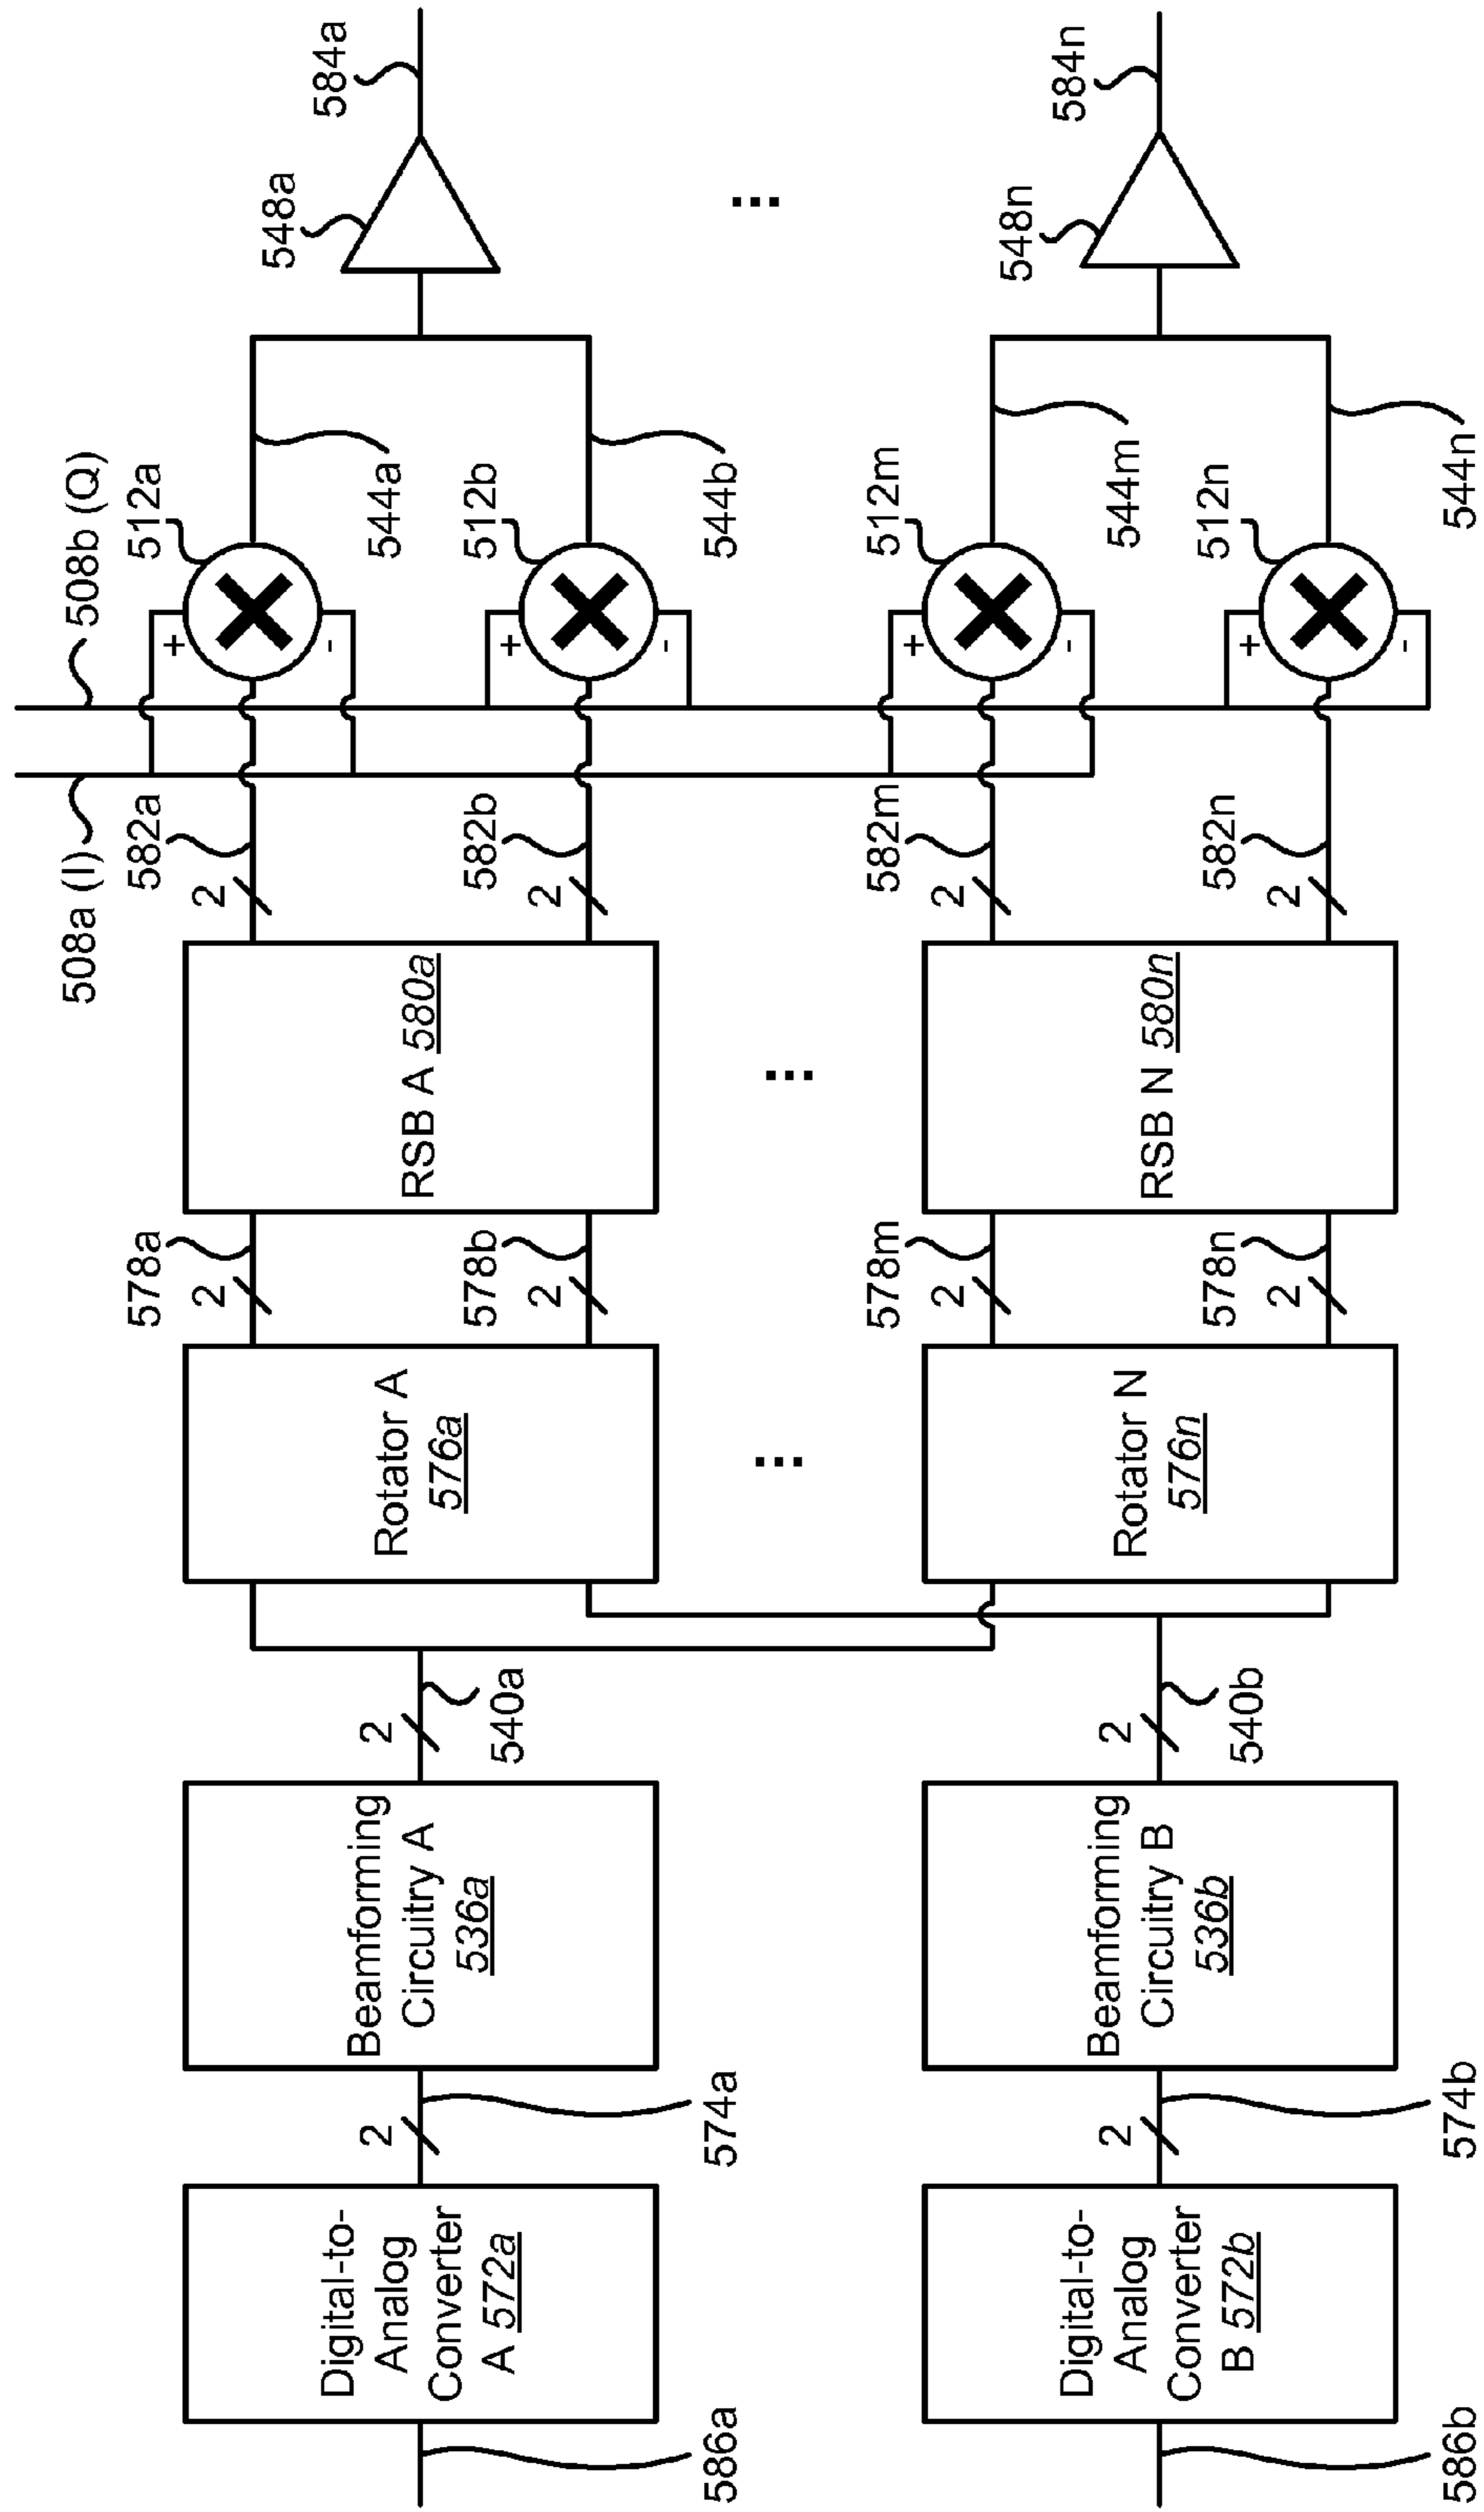 586a
Digital-to-
Analog
Converter
A 572a
2
574a
Beamforming
Circuitry A
536a
2
540a
Rotator A
576a
578a
2
578b
2
RSB A 580a
508a (I)
508b (Q)
582a
2
582b
2
+
-
512a
544a
+
-
512b
544b
548a
584a
...
...
...
586b
Digital-to-
Analog
Converter
B 572b
2
574b
Beamforming
Circuitry B
536b
2
540b
Rotator N
576n
578m
2
578n
2
RSB N 580n
582m
2
582n
2
+
-
512m
544m
+
-
512n
544n
548n
584n